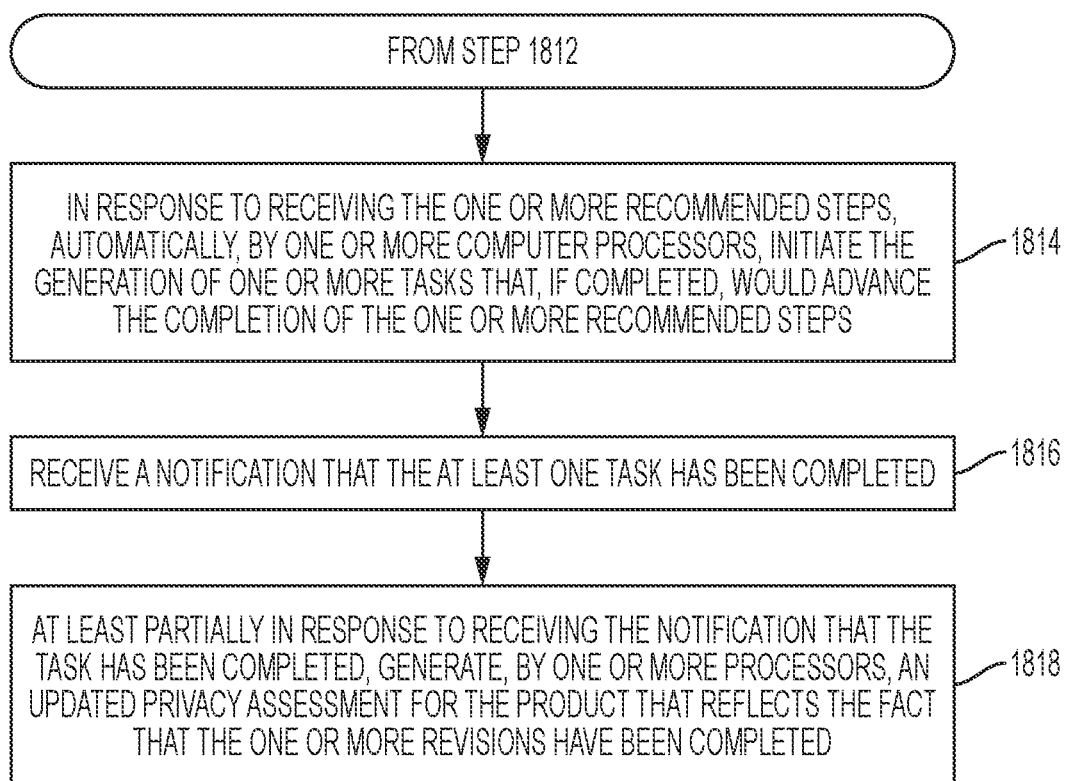 FROM STEP 1812
IN RESPONSE TO RECEIVING THE ONE OR MORE RECOMMENDED STEPS,
AUTOMATICALLY, BY ONE OR MORE COMPUTER PROCESSORS, INITIATE THE
GENERATION OF ONE OR MORE TASKS THAT, IF COMPLETED, WOULD ADVANCE
THE COMPLETION OF THE ONE OR MORE RECOMMENDED STEPS
1814
RECEIVE A NOTIFICATION THAT THE AT LEAST ONE TASK HAS BEEN COMPLETED
1816
AT LEAST PARTIALLY IN RESPONSE TO RECEIVING THE NOTIFICATION THAT THE
TASK HAS BEEN COMPLETED, GENERATE, BY ONE OR MORE PROCESSORS, AN
UPDATED PRIVACY ASSESSMENT FOR THE PRODUCT THAT REFLECTS THE FACT
THAT THE ONE OR MORE REVISIONS HAVE BEEN COMPLETED
1818